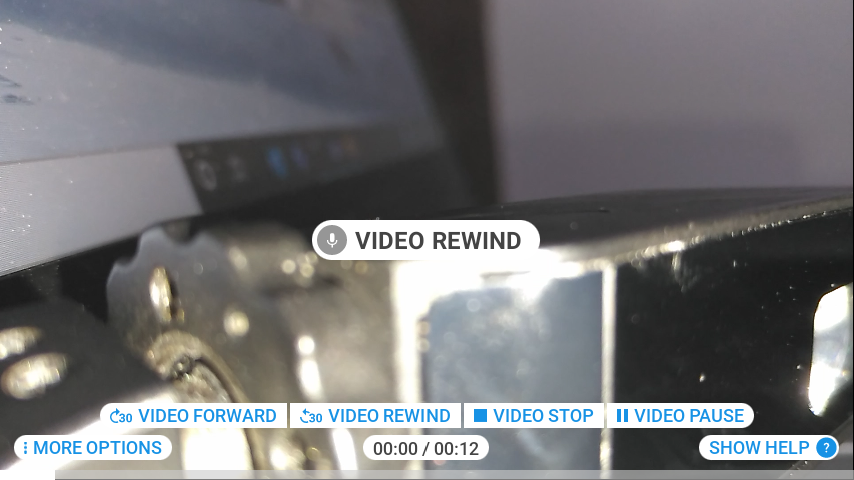 VIDEO REWIND
30 VIDEO FORWARD
30 VIDEO REWIND
VIDEO STOP
VIDEO PAUSE
MORE OPTIONS
00:00 / 00:12
SHOW HELP ?